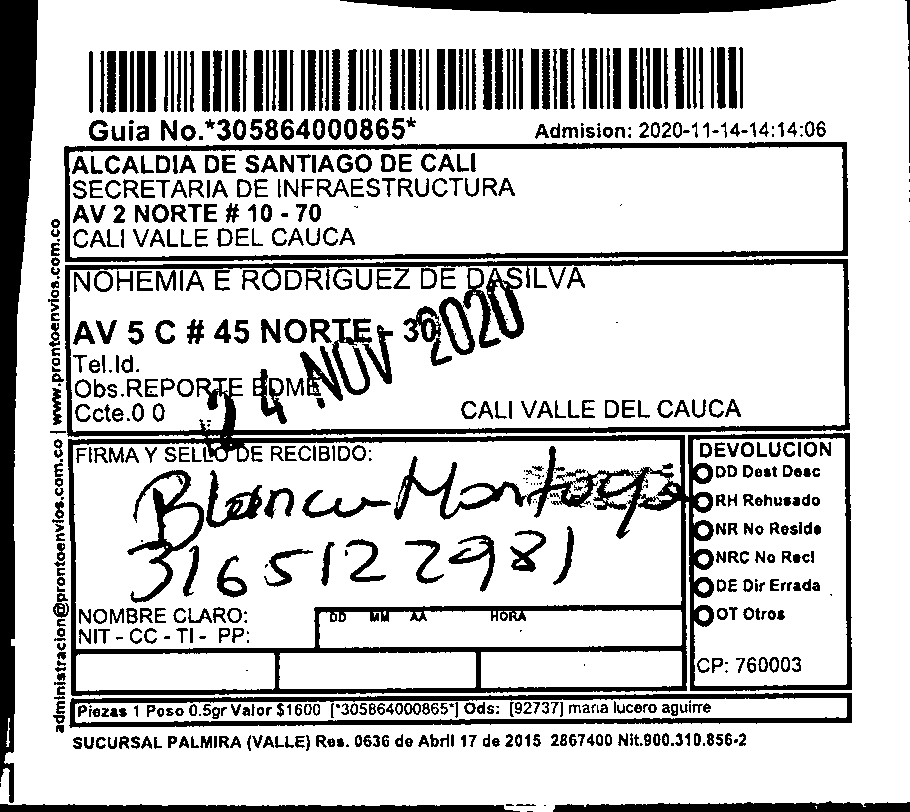 Guia No.*305864000865*
Admision: 2020-11-14-14:14:06
ALCALDIA DE SANTIAGO DE CALI
SECRETARIA DE INFRAESTRUCTURA
AV 2 NORTE # 10 - 70
CALI VALLE DEL CAUCA
NOHEMIA E RODRIGUEZ DE DASILVA
AV 5 C # 45 NORTE - 30
Tel.Id.
Obs.REPORTE BDME
Ccte.0 0
CALI VALLE DEL CAUCA
24 NOV 2020
FIRMA Y SELLO DE RECIBIDO:
Blanca Montoya
3165122981
NOMBRE CLARO:
NIT - CC - TI - PP:
DD MM AA HORA
DEVOLUCION
DD Dest Desc
RH Rehusado
NR No Reside
NRC No Recl
DE Dir Errada
OT Otros
CP: 760003
Piezas 1 Peso 0.5gr Valor $1600 [*305864000865*] Ods: [92737] maria lucero aguirre
SUCURSAL PALMIRA (VALLE) Res. 0636 de Abril 17 de 2015 2867400 Nit.900.310.856-2
administracion@prontoenvios.com.co | www.prontoenvios.com.co